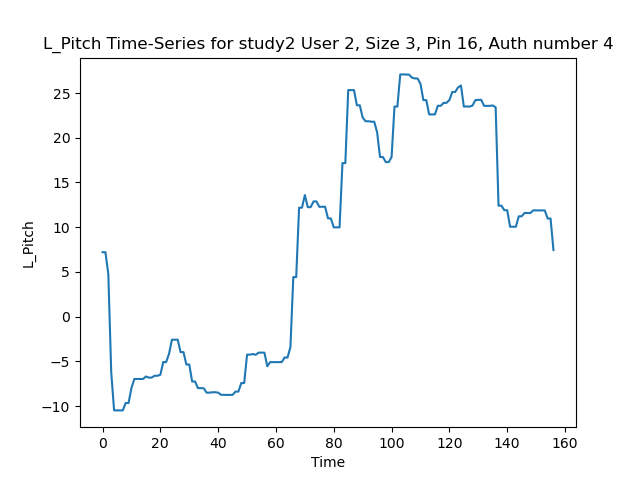 L_Pitch Time-Series for study2 User 2, Size 3, Pin 16, Auth number 4
25
20
15
10
5
0
−5
−10
L_Pitch
0 20 40 60 80 100 120 140 160
Time